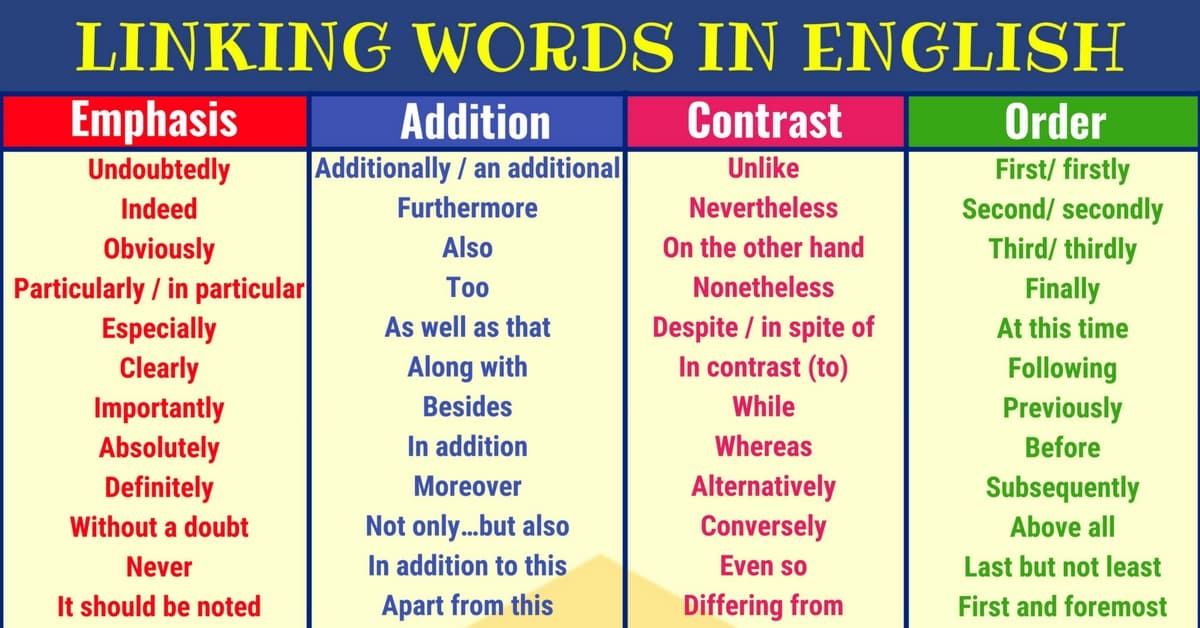 LINKING WORDS IN ENGLISH
Emphasis Addition Contrast Order
Undoubtedly Additionally / an additional Unlike First/ firstly
Indeed Furthermore Nevertheless Second/ secondly
Obviously Also On the other hand Third/ thirdly
Particularly / in particular Too Nonetheless Finally
Especially As well as that Despite / in spite of At this time
Clearly Along with In contrast (to) Following
Importantly Besides While Previously
Absolutely In addition Whereas Before
Definitely Moreover Alternatively Subsequently
Without a doubt Not only...but also Conversely Above all
Never In addition to this Even so Last but not least
It should be noted Apart from this Differing from First and foremost